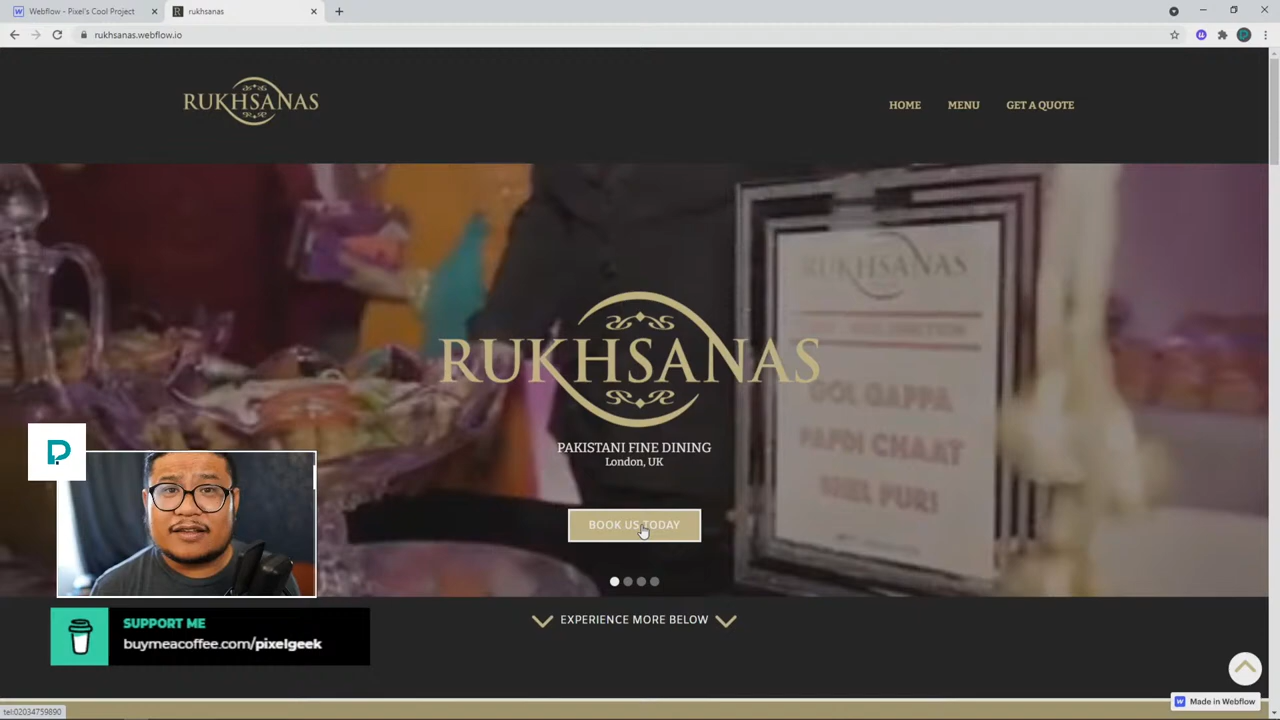 Webflow - Pixel's Cool Project
rukhsanas
rukhsanas.webflow.io
RUKHSANAS
HOME
MENU
GET A QUOTE
RUKHSANAS
GOL GAPPA
PAPDI CHAAT
BHEL PURI
RUKHSANAS
PAKISTANI FINE DINING
London, UK
BOOK US TODAY
SUPPORT ME
buymeacoffee.com/pixelgeek
EXPERIENCE MORE BELOW
Made in Webflow
tel:02034759890